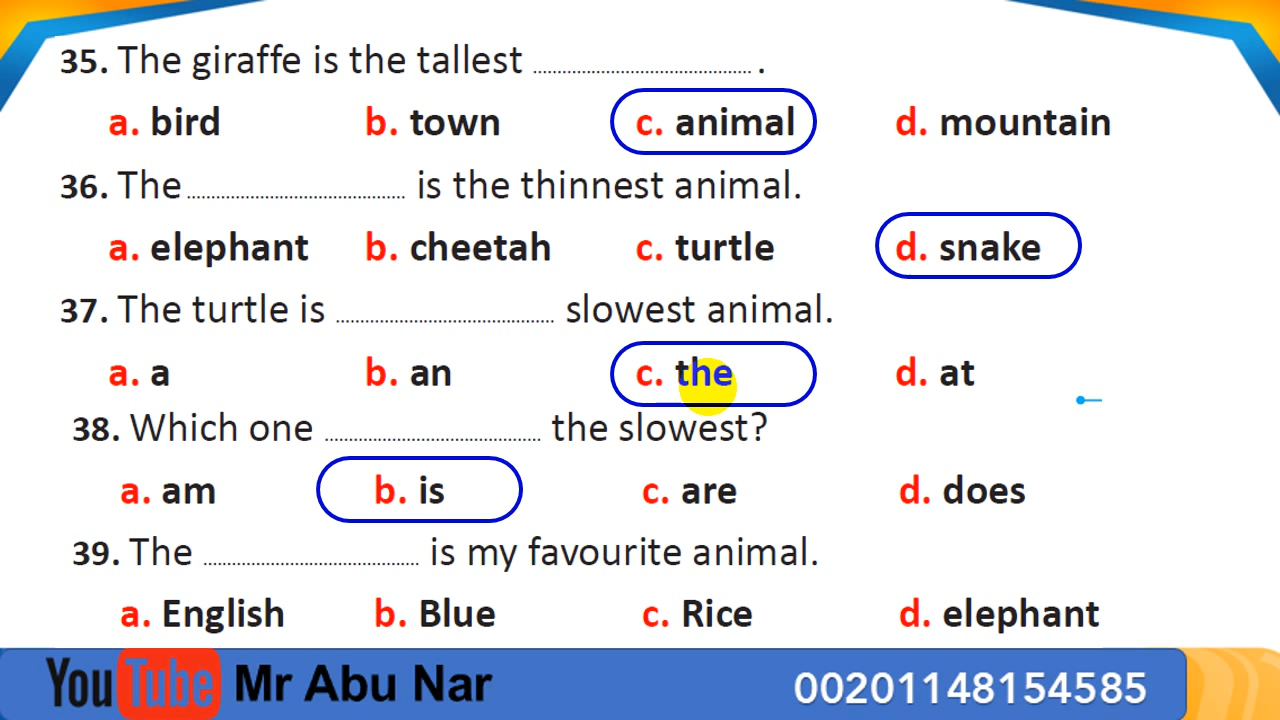 35. The giraffe is the tallest .............................. .
a. bird b. town c. animal d. mountain
36. The .............................. is the thinnest animal.
a. elephant b. cheetah c. turtle d. snake
37. The turtle is .............................. slowest animal.
a. a b. an c. the d. at
38. Which one .............................. the slowest?
a. am b. is c. are d. does
39. The .............................. is my favourite animal.
a. English b. Blue c. Rice d. elephant
YouTube Mr Abu Nar 00201148154585